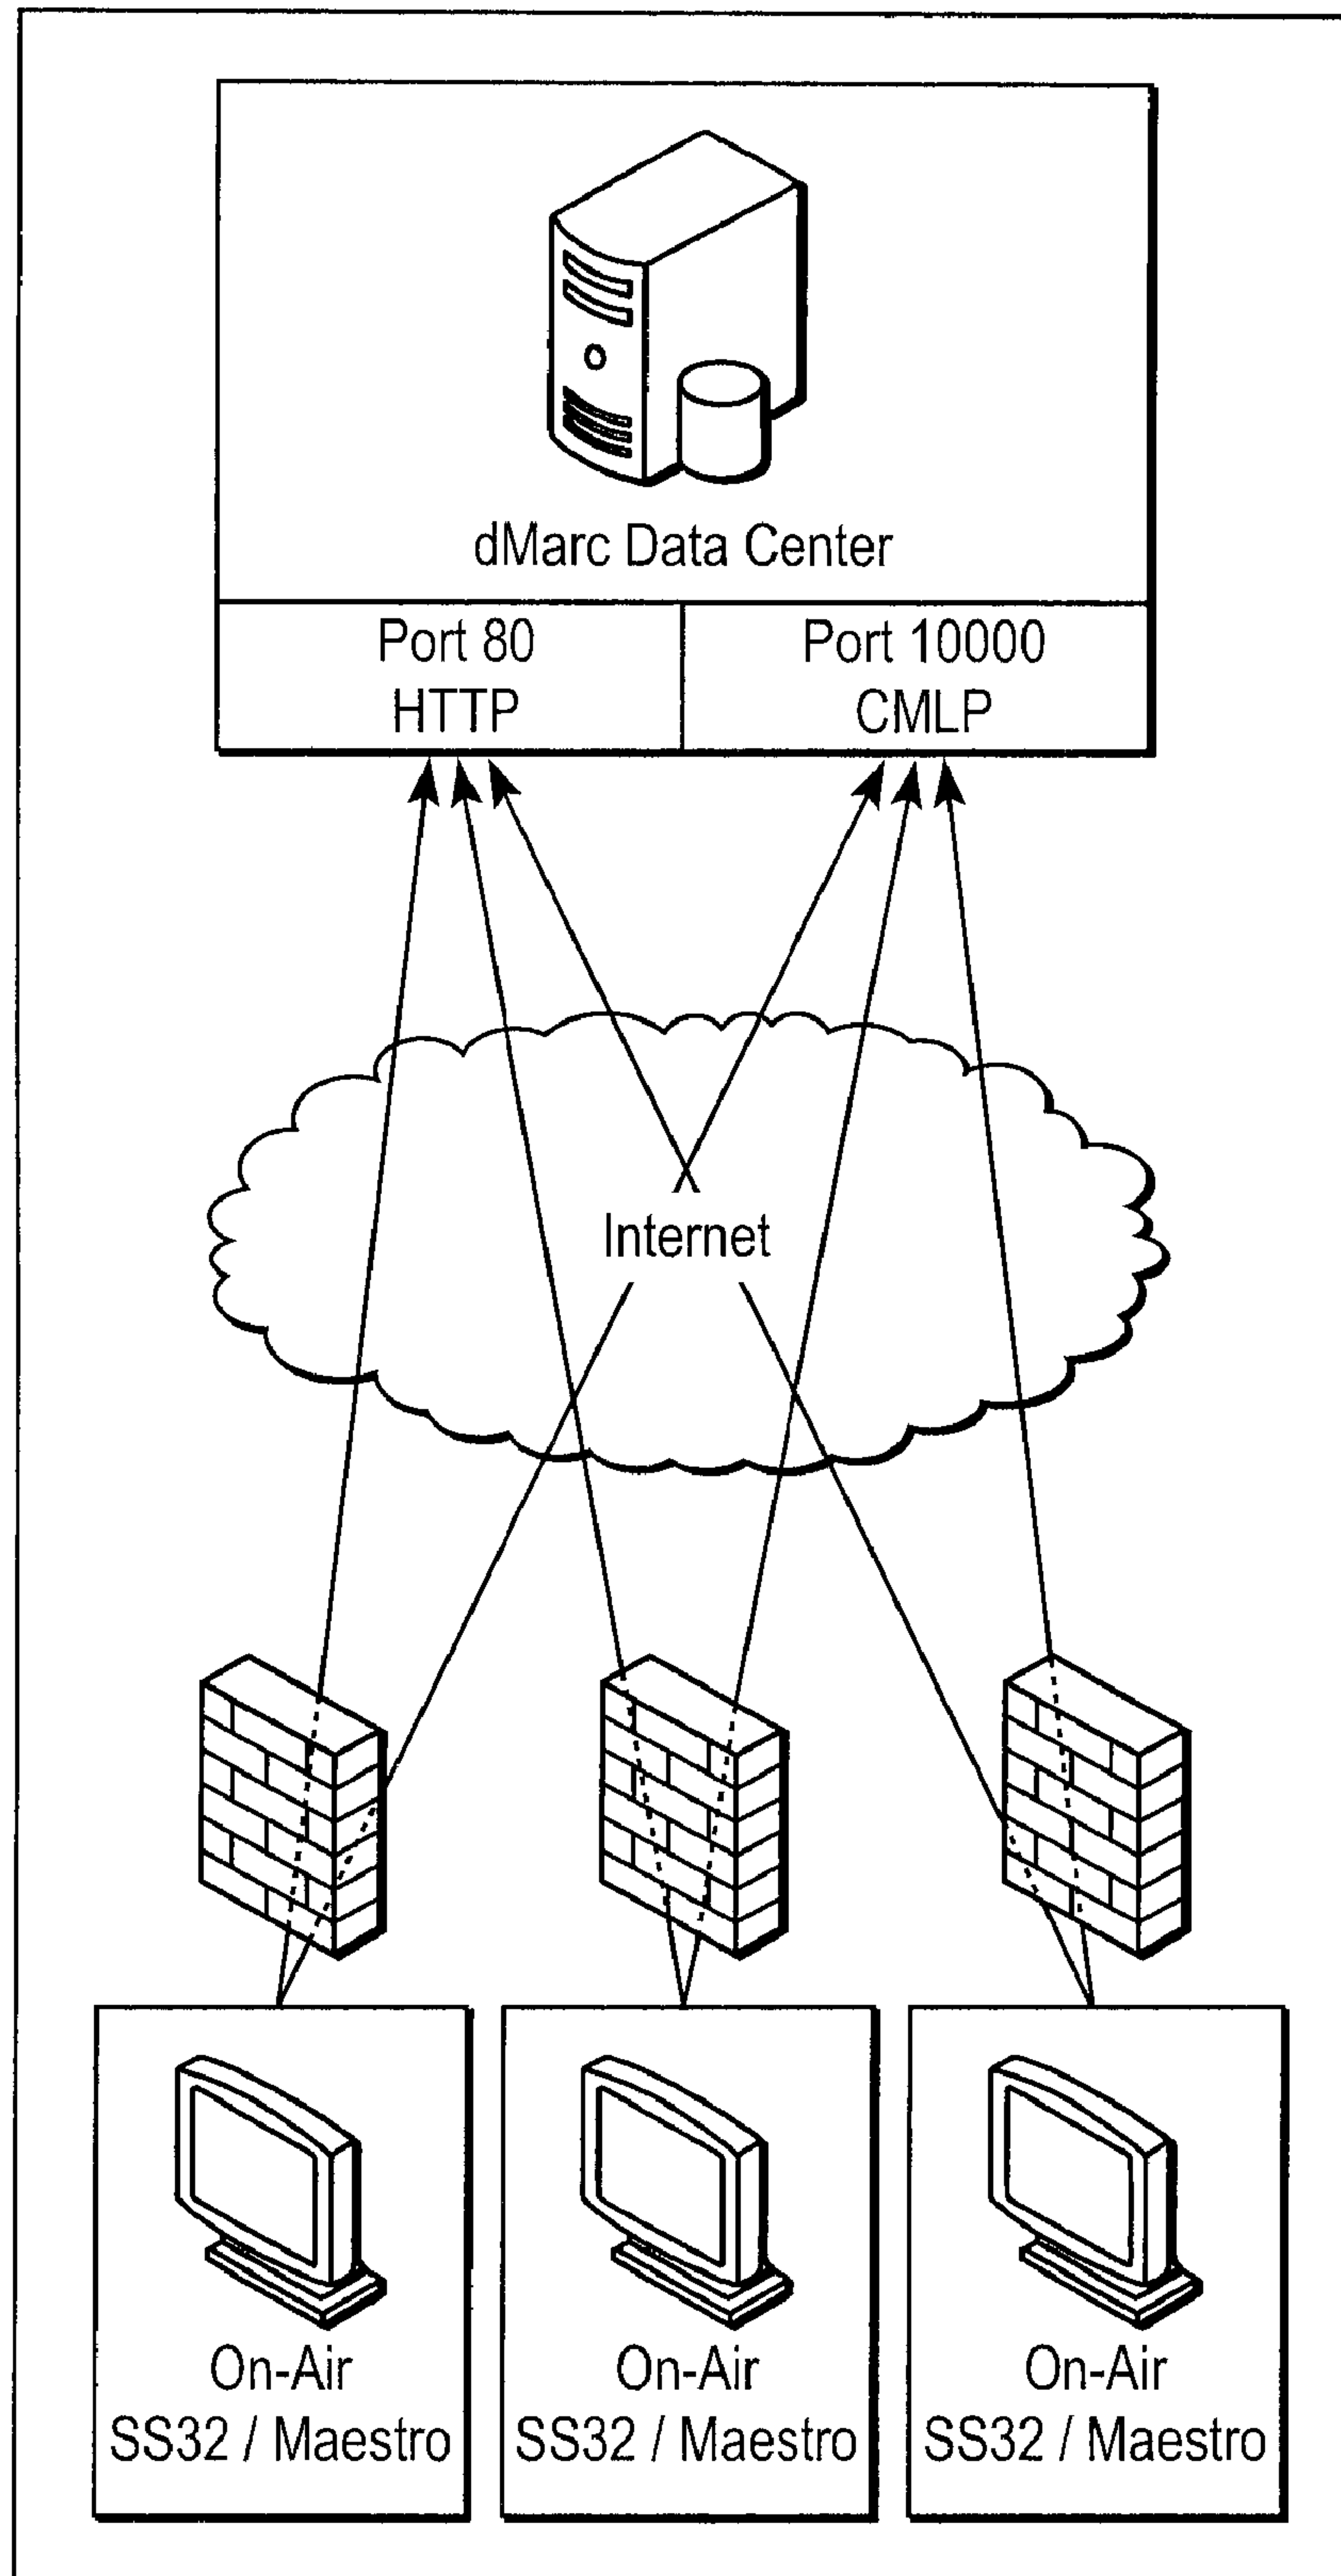 dMarc Data Center
Port 80
HTTP
Port 10000
CMLP
Internet
On-Air
SS32 / Maestro
On-Air
SS32 / Maestro
On-Air
SS32 / Maestro